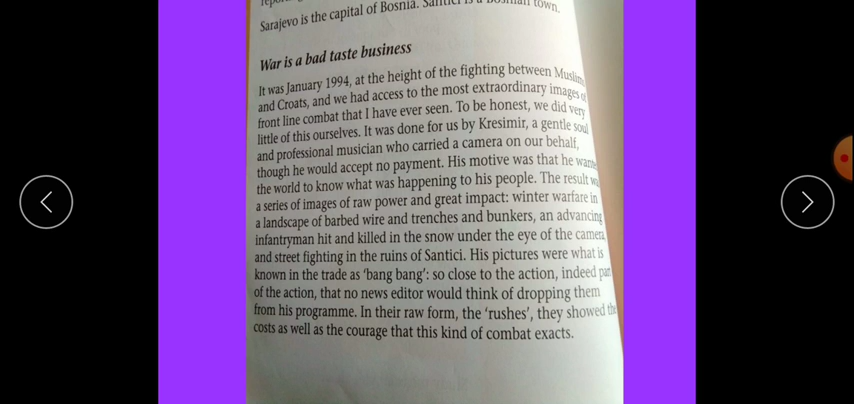 Sarajevo is the capital of Bosnia. Santici is a Bosnian town.
War is a bad taste business
It was January 1994, at the height of the fighting between Muslim
and Croats, and we had access to the most extraordinary images of
front line combat that I have ever seen. To be honest, we did very
little of this ourselves. It was done for us by Kresimir, a gentle soul
and professional musician who carried a camera on our behalf,
though he would accept no payment. His motive was that he wante
the world to know what was happening to his people. The result
a series of images of raw power and great impact: winter warfare in
a landscape of barbed wire and trenches and bunkers, an advancing
infantryman hit and killed in the snow under the eye of the camera
and street fighting in the ruins of Santici. His pictures were what is
known in the trade as ‘bang bang’: so close to the action, indeed par
of the action, that no news editor would think of dropping them
from his programme. In their raw form, the ‘rushes’, they showed the
costs as well as the courage that this kind of combat exacts.